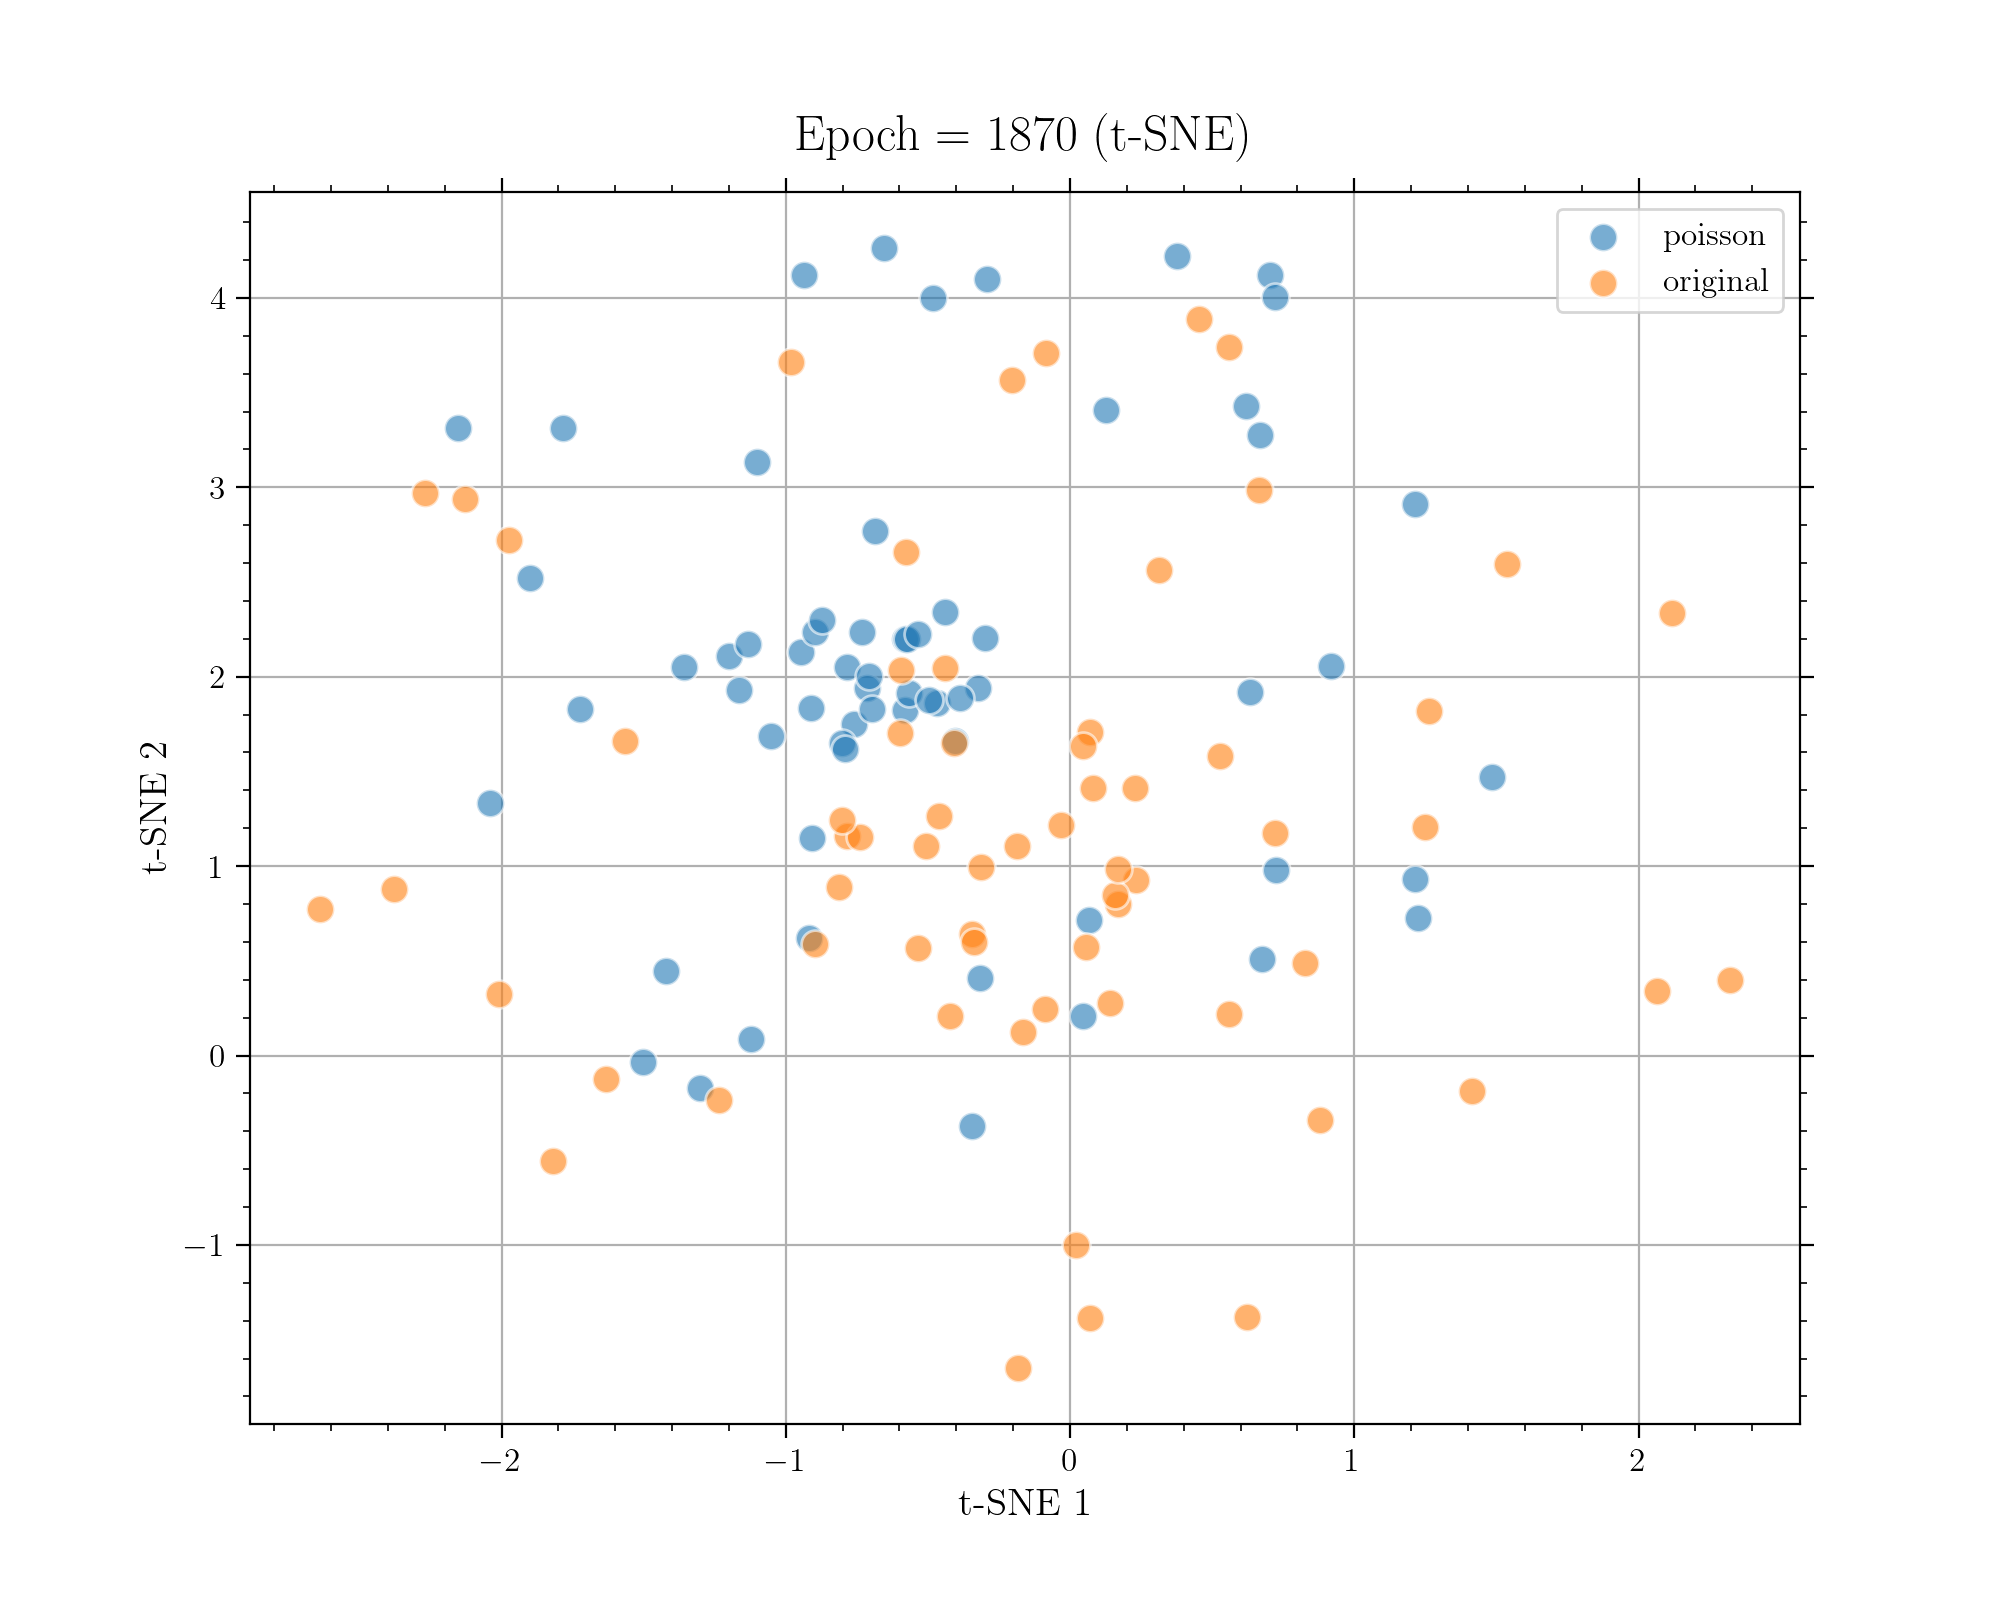 Epoch = 1870 (t-SNE)
poisson
original
4
3
2
1
0
−1
t-SNE 2
−2
−1
0
1
2
t-SNE 1